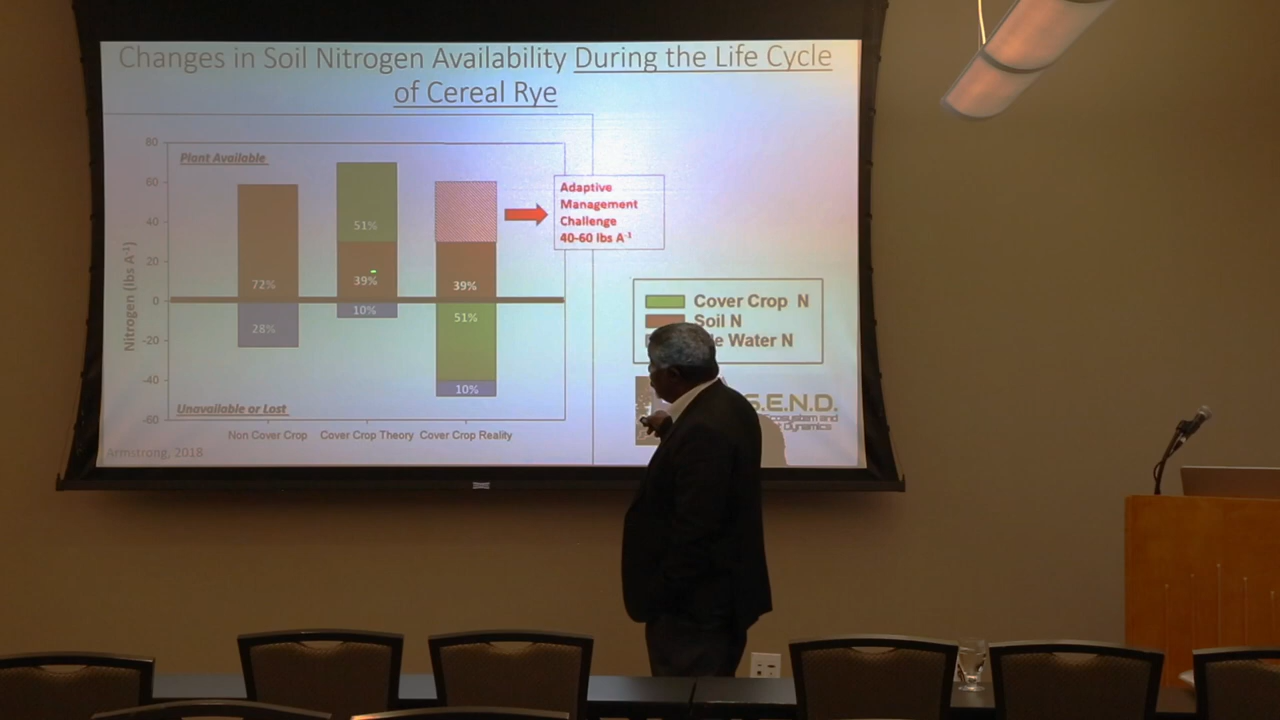 Changes in Soil Nitrogen Availability During the Life Cycle
of Cereal Rye
80
60
40
20
0
-20
-40
-60
Nitrogen (lbs A⁻¹)
Plant Available
51%
72%
39%
39%
28%
10%
51%
10%
Unavailable or Lost
Non Cover Crop
Cover Crop Theory
Cover Crop Reality
Adaptive
Management
Challenge
40-60 lbs A⁻¹
Cover Crop N
Soil N
Water N
S.E.N.D.
Ecosystem and
Dynamics
Armstrong, 2018